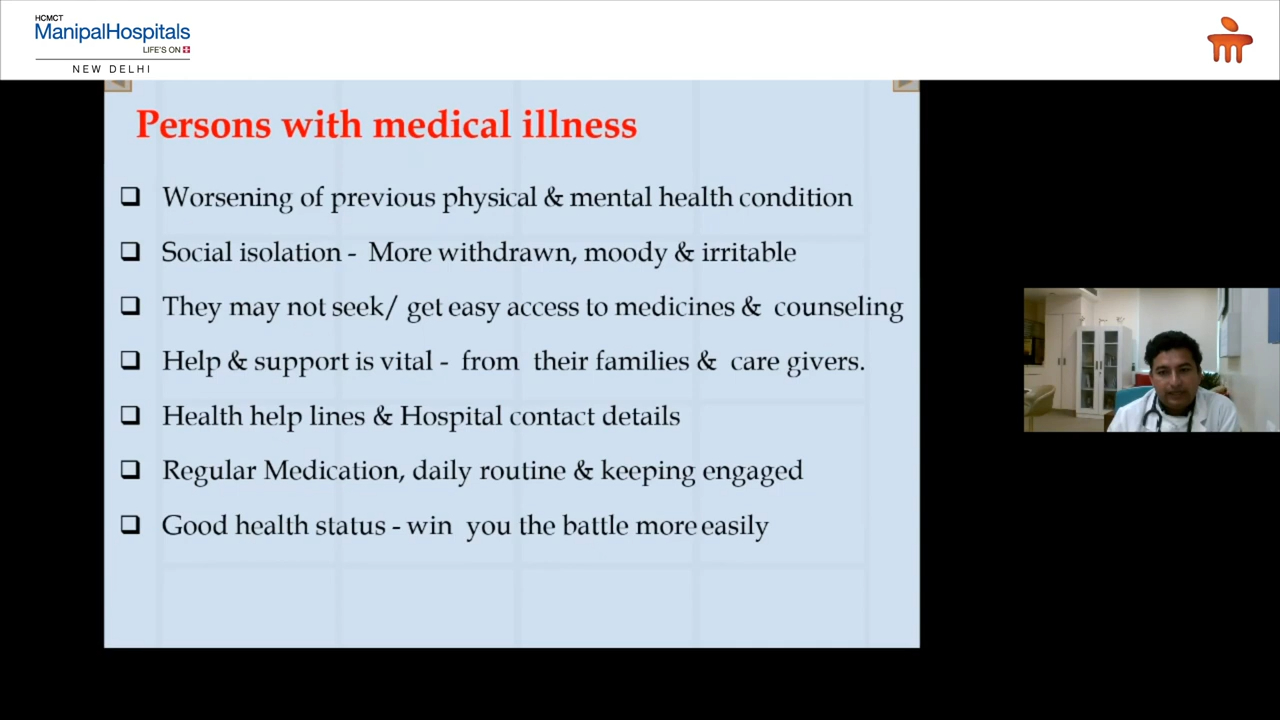 HCMCT
ManipalHospitals
LIFE'S ON
NEW DELHI
Persons with medical illness
Worsening of previous physical & mental health condition
Social isolation - More withdrawn, moody & irritable
They may not seek/ get easy access to medicines & counseling
Help & support is vital - from their families & care givers.
Health help lines & Hospital contact details
Regular Medication, daily routine & keeping engaged
Good health status - win you the battle more easily